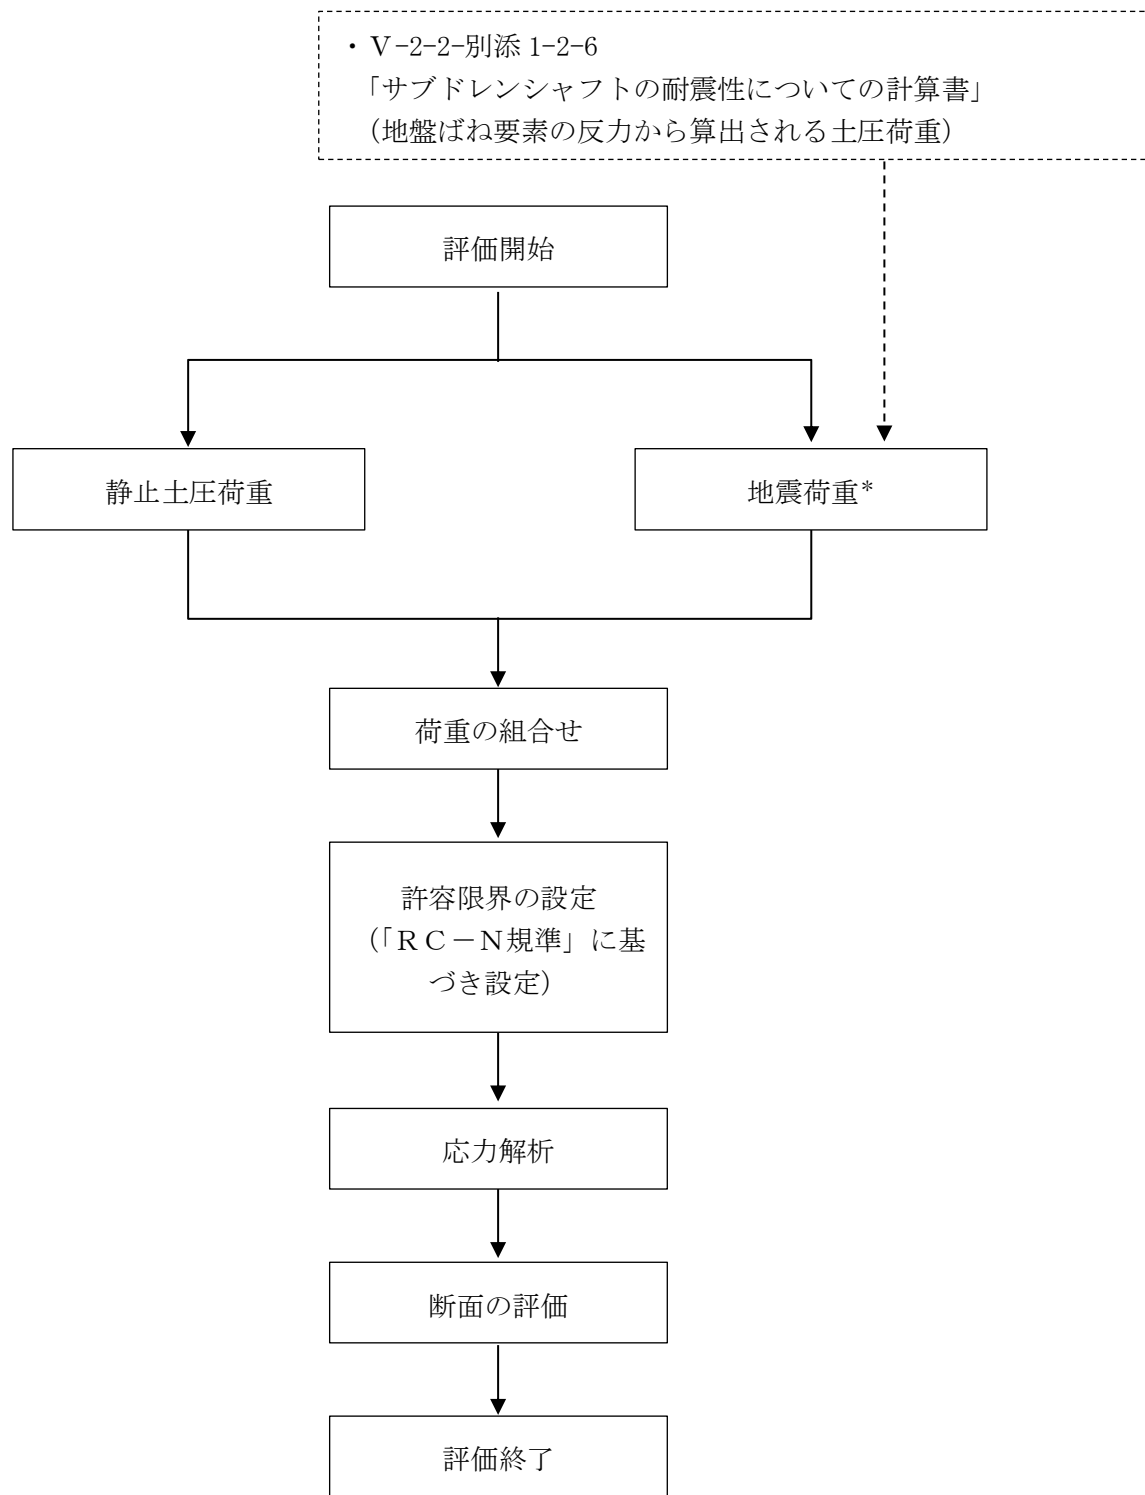 ・Ⅴ-2-2-別添 1-2-6
「サブドレンシャフトの耐震性についての計算書」
（地盤ばね要素の反力から算出される土圧荷重）
評価開始
静止土圧荷重
地震荷重*
荷重の組合せ
許容限界の設定
（「ＲＣ－Ｎ規準」に基
づき設定）
応力解析
断面の評価
評価終了